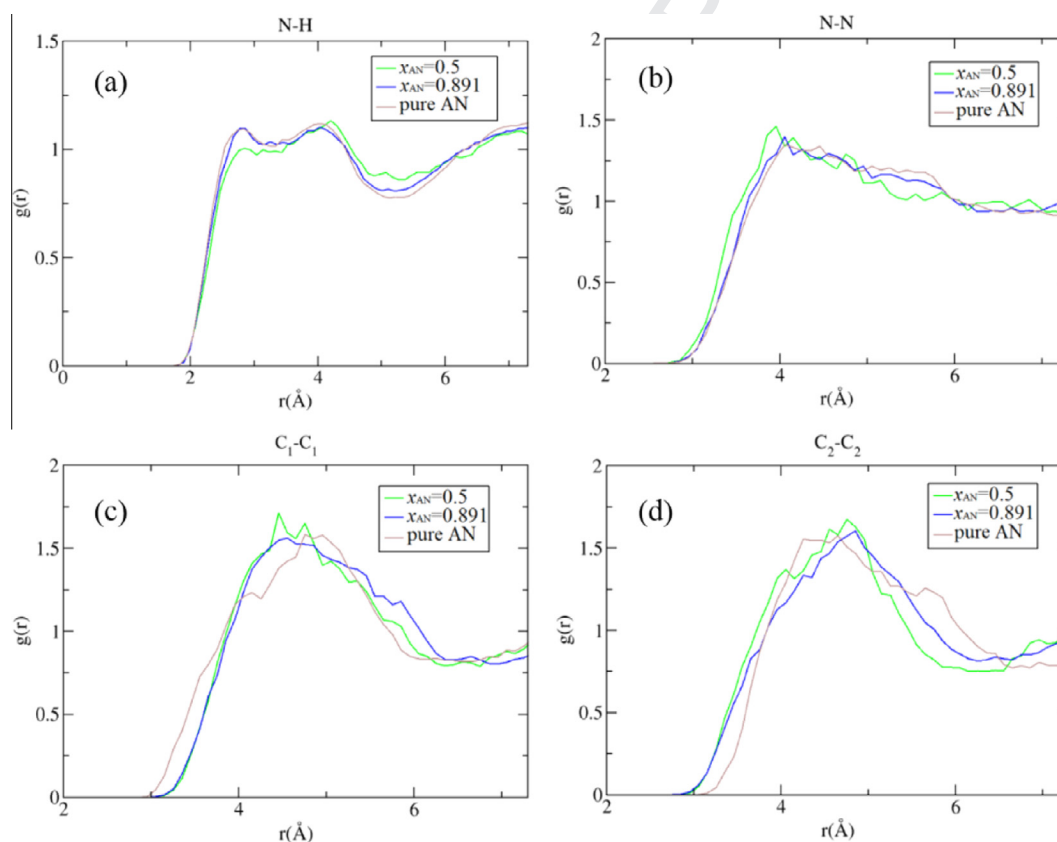 N-H
(a)
xAN=0.5
xAN=0.891
pure AN
1.5
1
0.5
0
g(r)
0 2 4 6
r(Å)
N-N
(b)
xAN=0.5
xAN=0.891
pure AN
2
1.5
1
0.5
0
g(r)
2 4 6
r(Å)
C1-C1
(c)
xAN=0.5
xAN=0.891
pure AN
2
1.5
1
0.5
0
g(r)
2 4 6
r(Å)
C2-C2
(d)
xAN=0.5
xAN=0.891
pure AN
2
1.5
1
0.5
0
g(r)
2 4 6
r(Å)